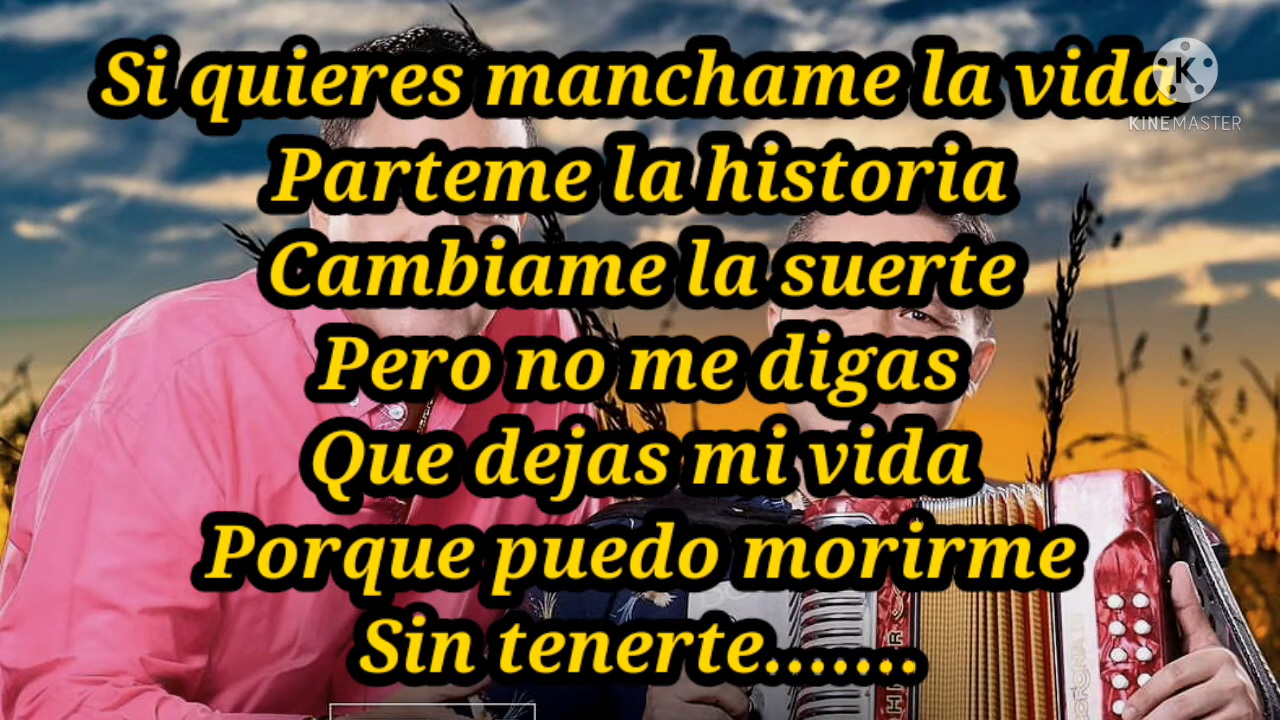 Si quieres manchame la vida
Parteme la historia
Cambiame la suerte
Pero no me digas
Que dejas mi vida
Porque puedo morirme
Sin tenerte.......
K
KINEMASTER
CORONA